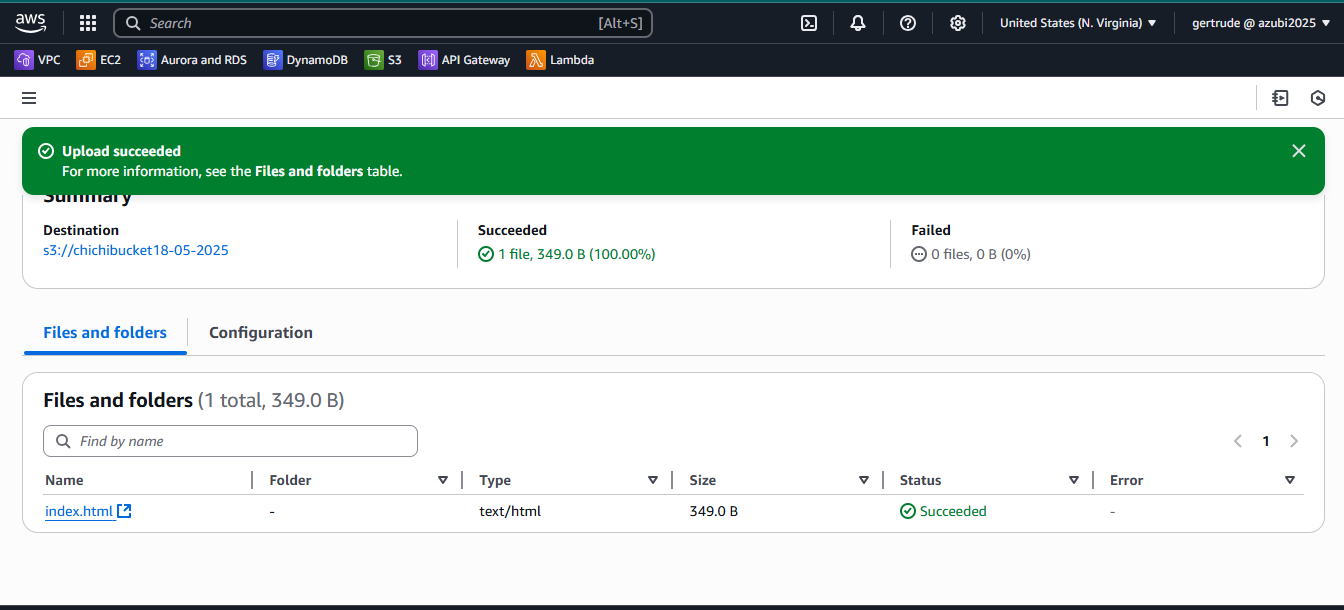 aws
Search [Alt+S] United States (N. Virginia) gertrude @ azubi2025
VPC EC2 Aurora and RDS DynamoDB S3 API Gateway Lambda
Upload succeeded
For more information, see the Files and folders table.
Summary
Destination Succeeded Failed
s3://chichibucket18-05-2025 1 file, 349.0 B (100.00%) 0 files, 0 B (0%)
Files and folders Configuration
Files and folders (1 total, 349.0 B)
Find by name 1
Name Folder Type Size Status Error
index.html - text/html 349.0 B Succeeded -